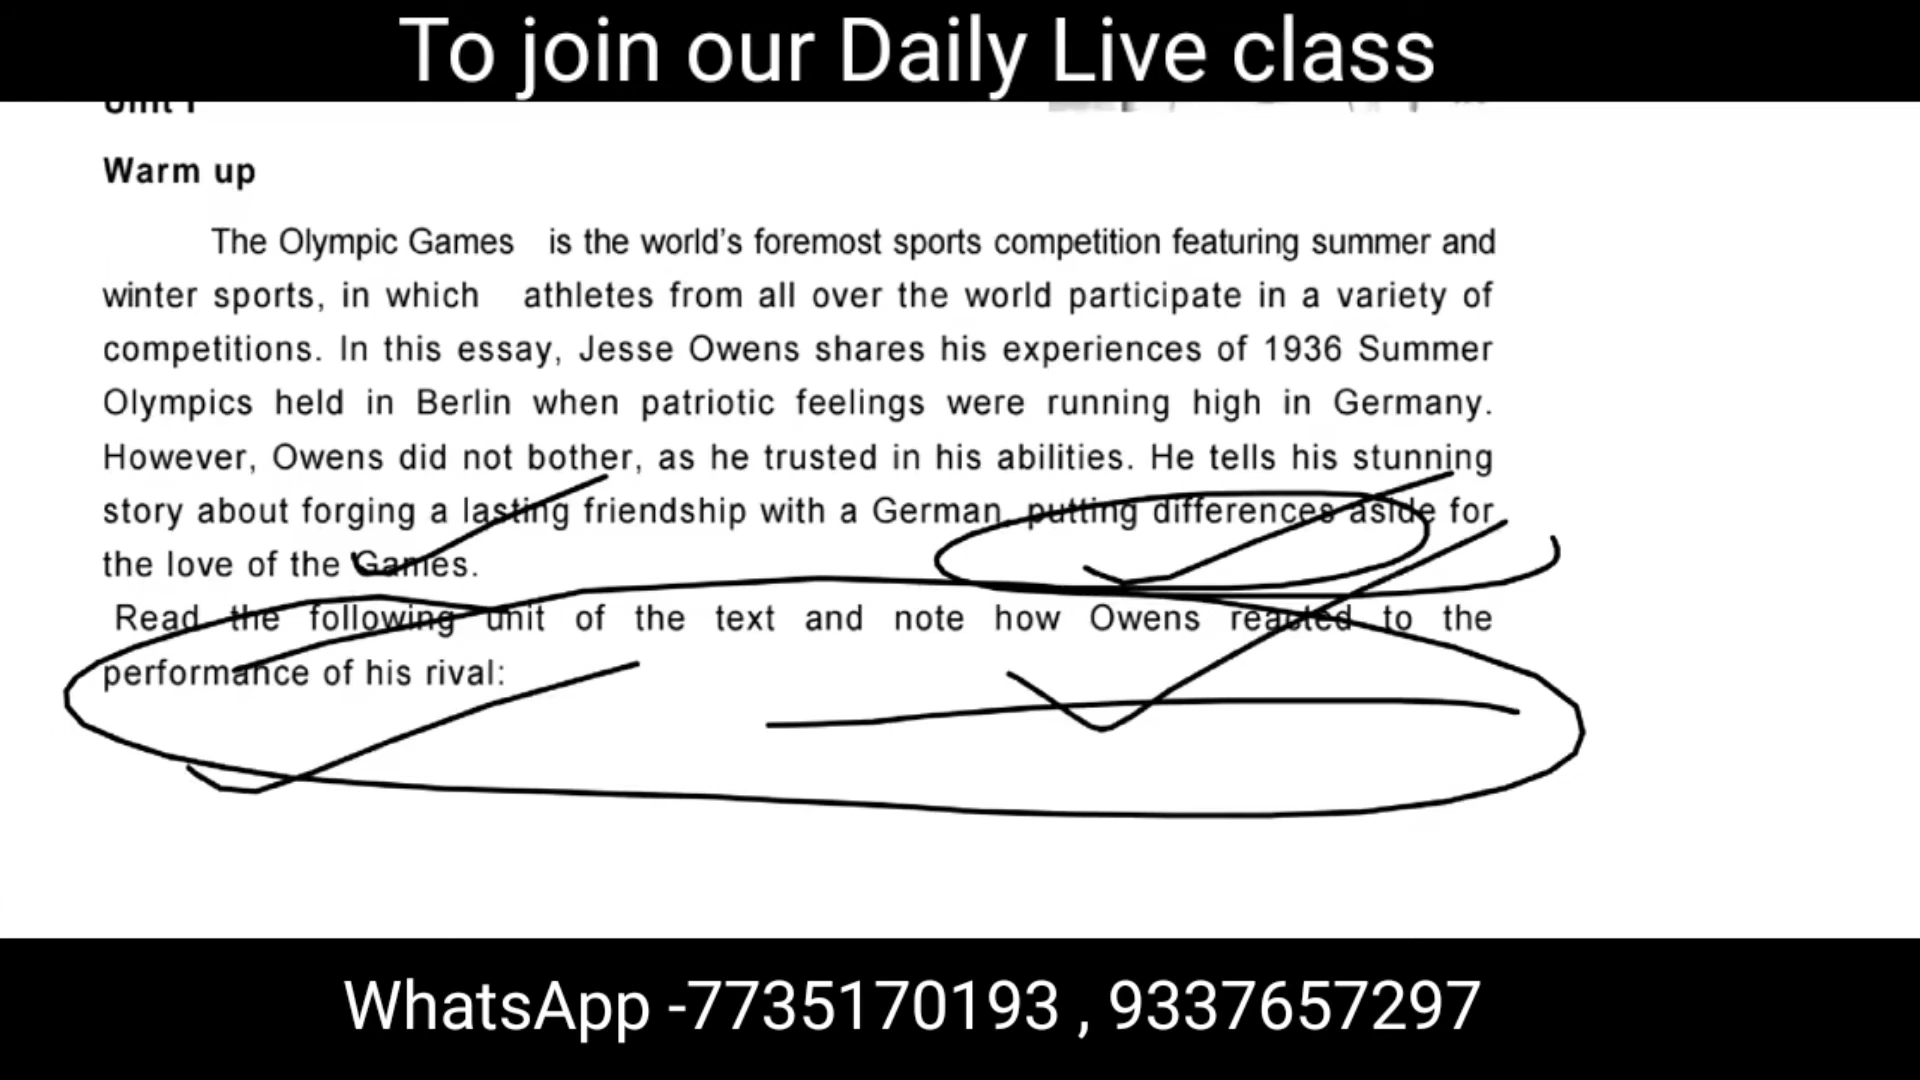 To join our Daily Live class
Unit I
Warm up
The Olympic Games is the world's foremost sports competition featuring summer and
winter sports, in which athletes from all over the world participate in a variety of
competitions. In this essay, Jesse Owens shares his experiences of 1936 Summer
Olympics held in Berlin when patriotic feelings were running high in Germany.
However, Owens did not bother, as he trusted in his abilities. He tells his stunning
story about forging a lasting friendship with a German, putting differences aside for
the love of the Games.
Read the following unit of the text and note how Owens reacted to the
performance of his rival:
WhatsApp -7735170193 , 9337657297